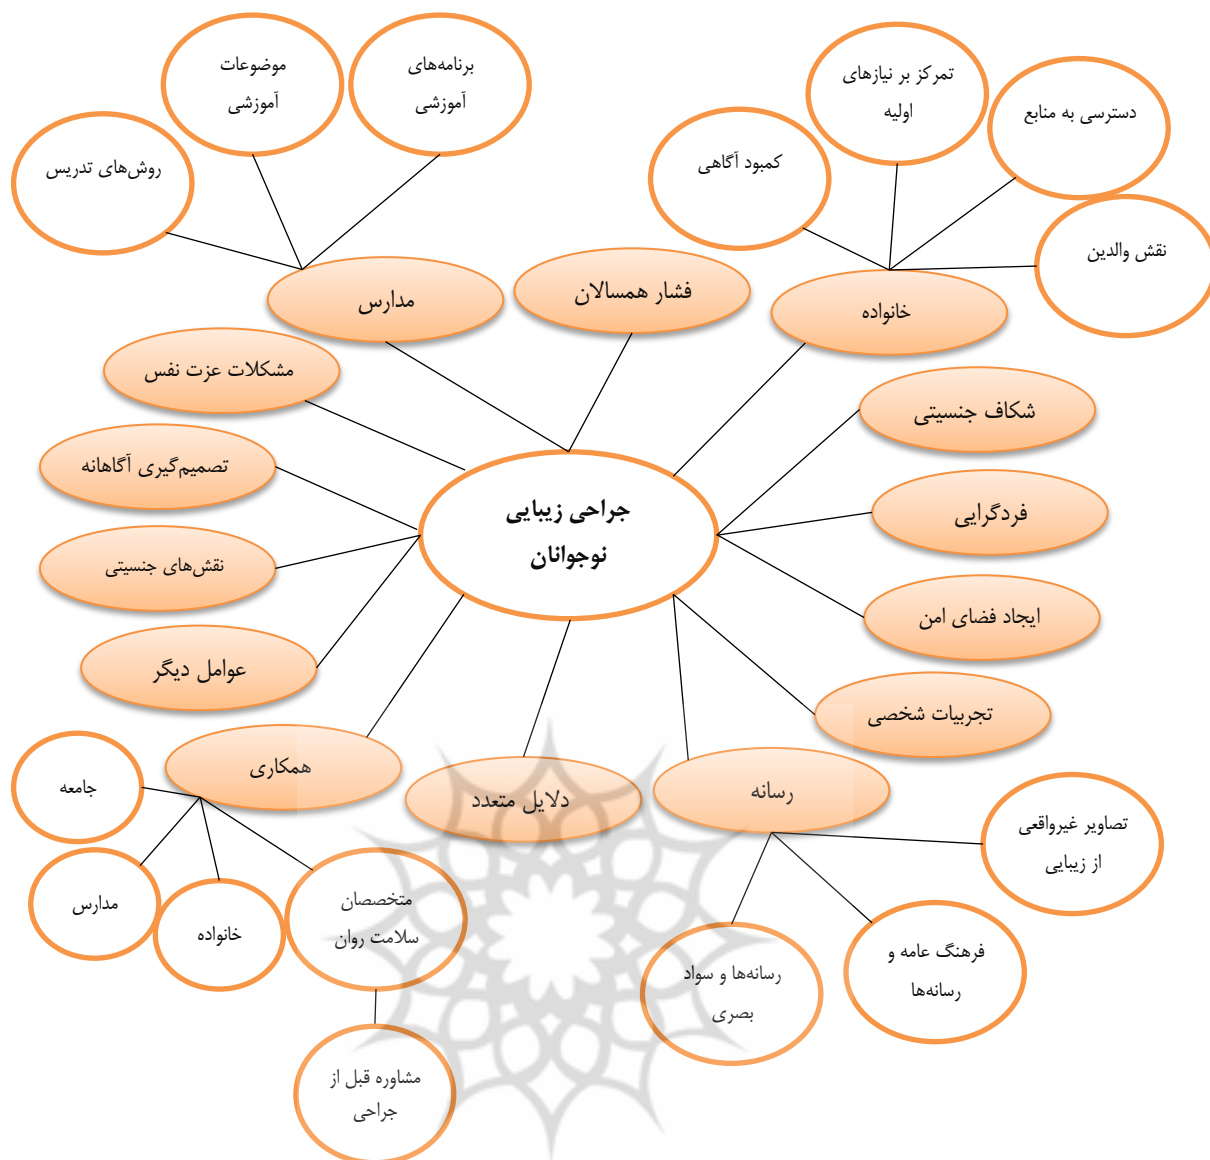 برنامه‌های
آموزشی
موضوعات
آموزشی
روش‌های تدریس
تمرکز بر نیازهای
اولیه
دسترسی به منابع
کمبود آگاهی
نقش والدین
مدارس
فشار همسالان
خانواده
مشکلات عزت نفس
شکاف جنسیتی
تصمیم‌گیری آگاهانه
فردگرایی
جراحی زیبایی
نوجوانان
نقش‌های جنسیتی
ایجاد فضای امن
عوامل دیگر
تجربیات شخصی
همکاری
دلایل متعدد
رسانه
جامعه
مدارس
خانواده
متخصصان
سلامت روان
مشاوره قبل از
جراحی
تصاویر غیرواقعی
از زیبایی
فرهنگ عامه و
رسانه‌ها
رسانه‌ها و سواد
بصری